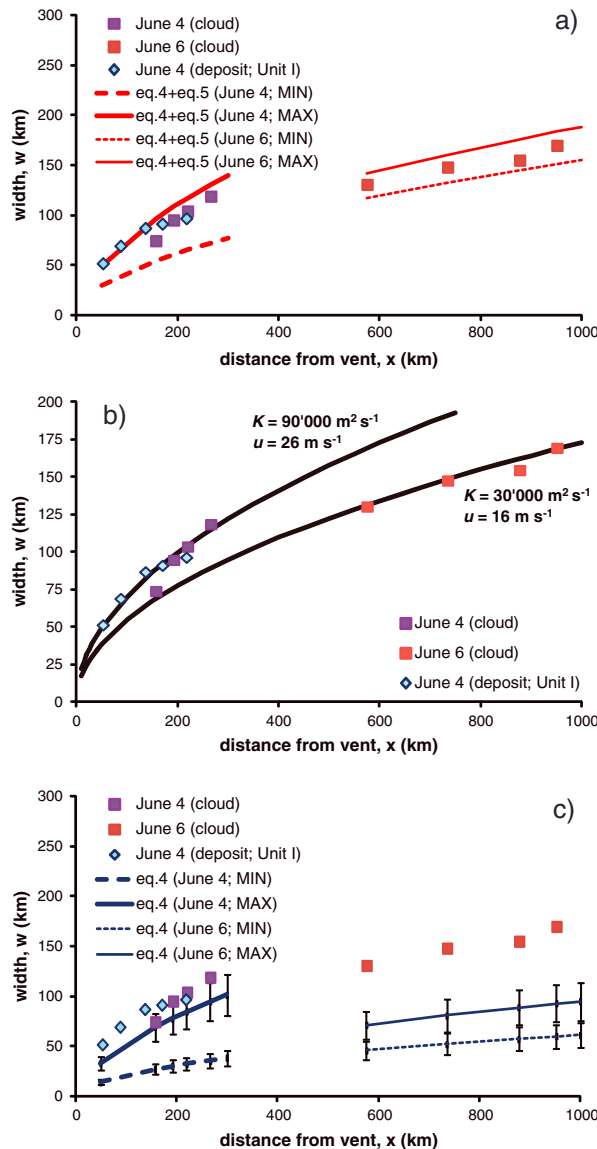 a)
June 4 (cloud)
June 6 (cloud)
June 4 (deposit; Unit I)
eq.4+eq.5 (June 4; MIN)
eq.4+eq.5 (June 4; MAX)
eq.4+eq.5 (June 6; MIN)
eq.4+eq.5 (June 6; MAX)
width, w (km)
300
250
200
150
100
50
0
0 200 400 600 800 1000
distance from vent, x (km)
b)
K = 90'000 m² s⁻¹
u = 26 m s⁻¹
K = 30'000 m² s⁻¹
u = 16 m s⁻¹
June 4 (cloud)
June 6 (cloud)
June 4 (deposit; Unit I)
width, w (km)
200
175
150
125
100
75
50
25
0
0 200 400 600 800 1000
distance from vent, x (km)
c)
June 4 (cloud)
June 6 (cloud)
June 4 (deposit; Unit I)
eq.4 (June 4; MIN)
eq.4 (June 4; MAX)
eq.4 (June 6; MIN)
eq.4 (June 6; MAX)
width, w (km)
300
250
200
150
100
50
0
0 200 400 600 800 1000
distance from vent, x (km)